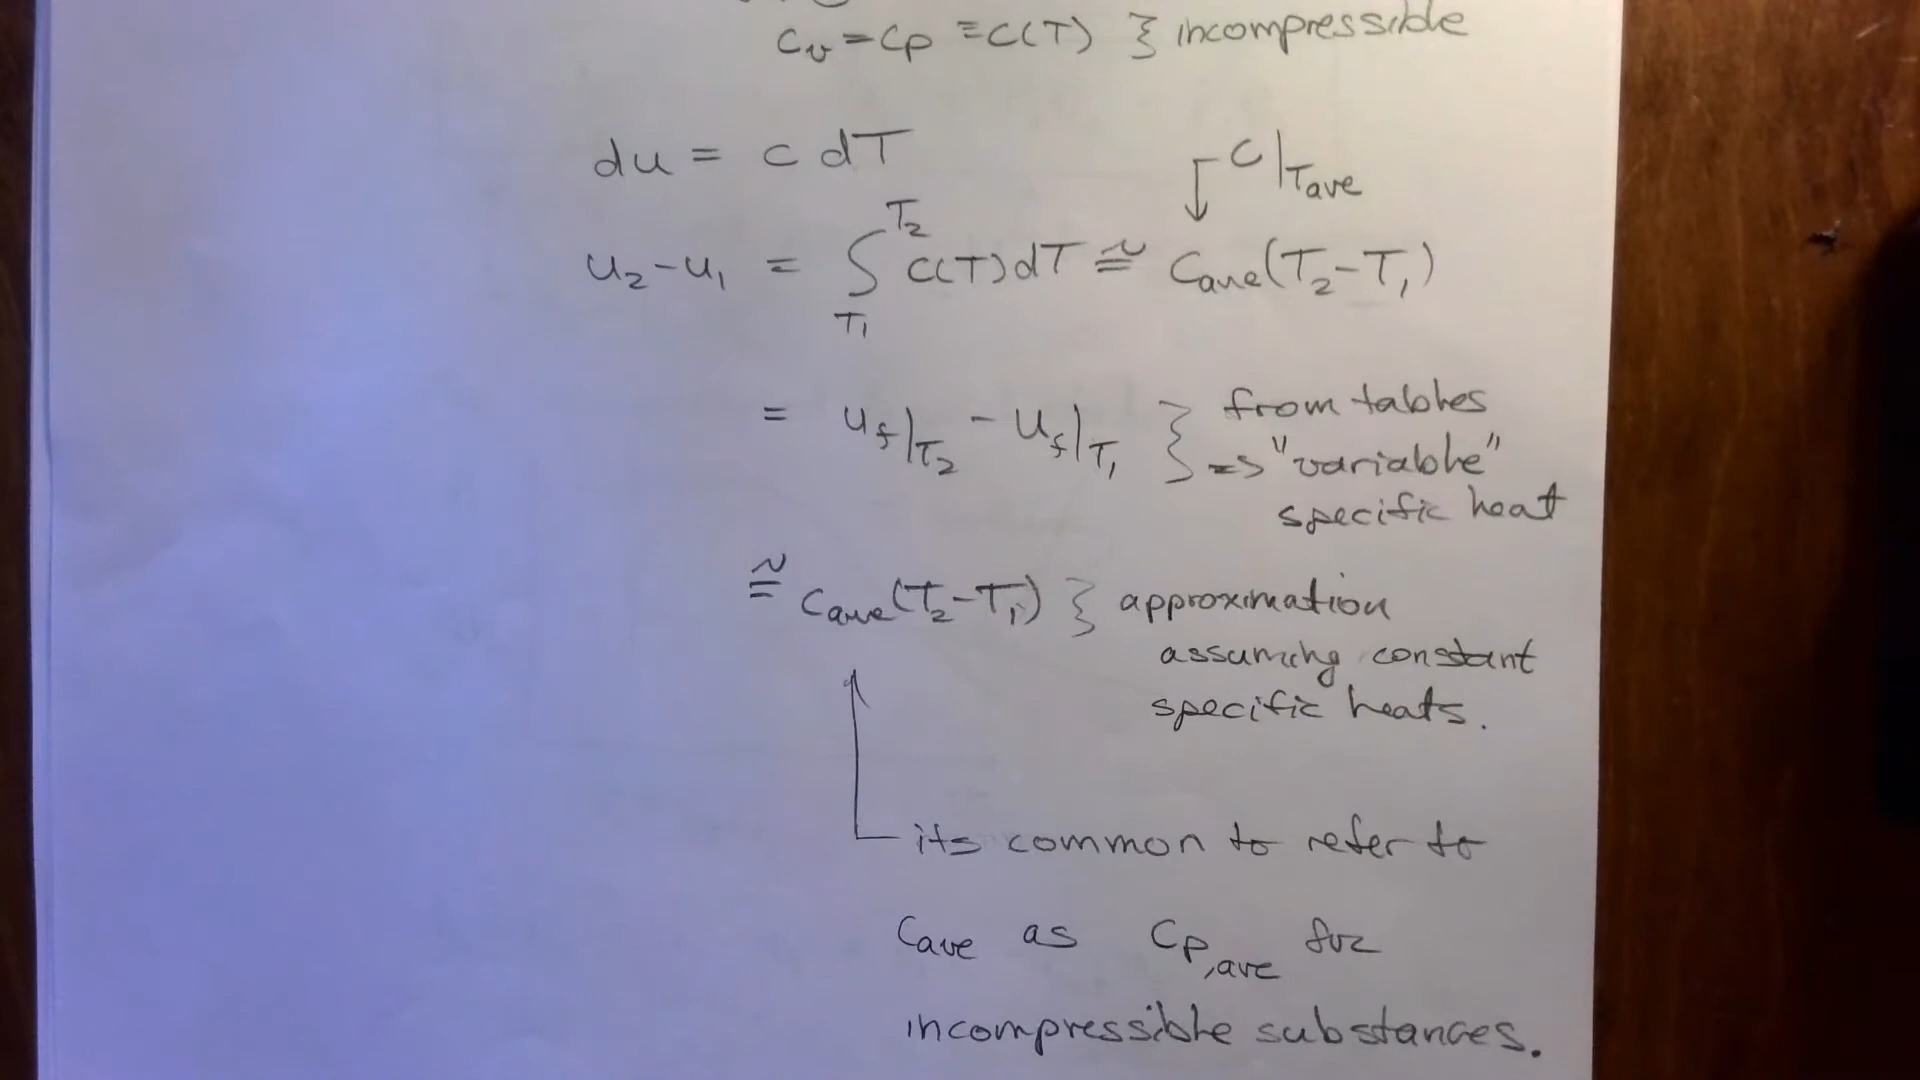 Cv = Cp ≡ C(T) } incompressible
du = c dT
C|Tave
u₂-u₁ = ∫T₁T₂ C(T)dT ≅ Cave(T₂-T₁)
= uf|T₂ - uf|T₁ } from tables
=> "variable"
specific heat
≅ Cave(T₂-T₁) } approximation
assuming constant
specific heats.
its common to refer to
Cave as Cp,ave for
incompressible substances.